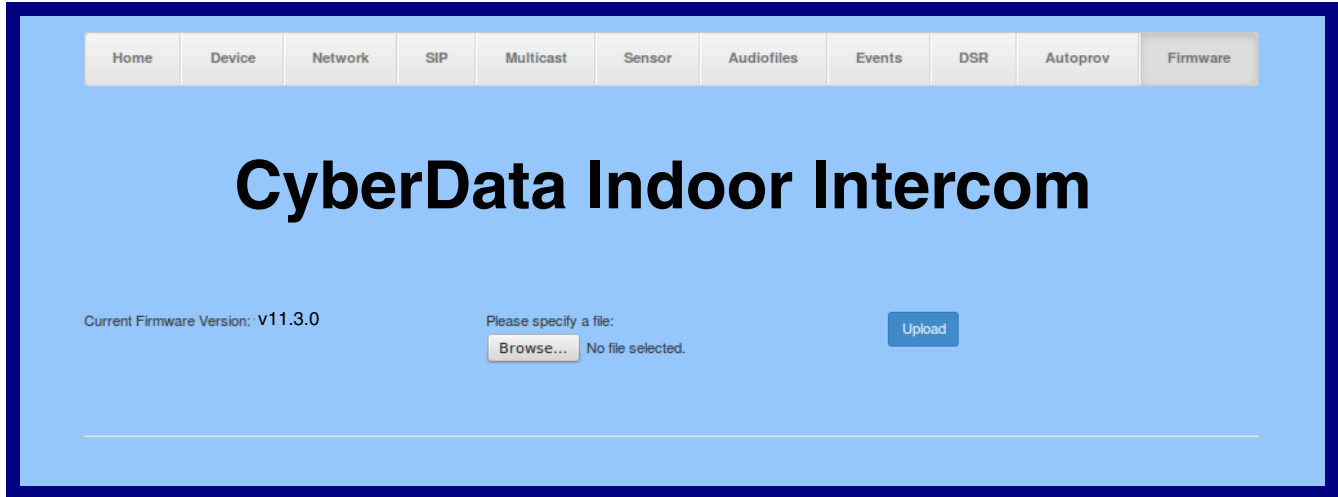 Home Device Network SIP Multicast Sensor Audiofiles Events DSR Autoprov Firmware
CyberData Indoor Intercom
Current Firmware Version: v11.3.0 Please specify a file: Upload
Browse... No file selected.